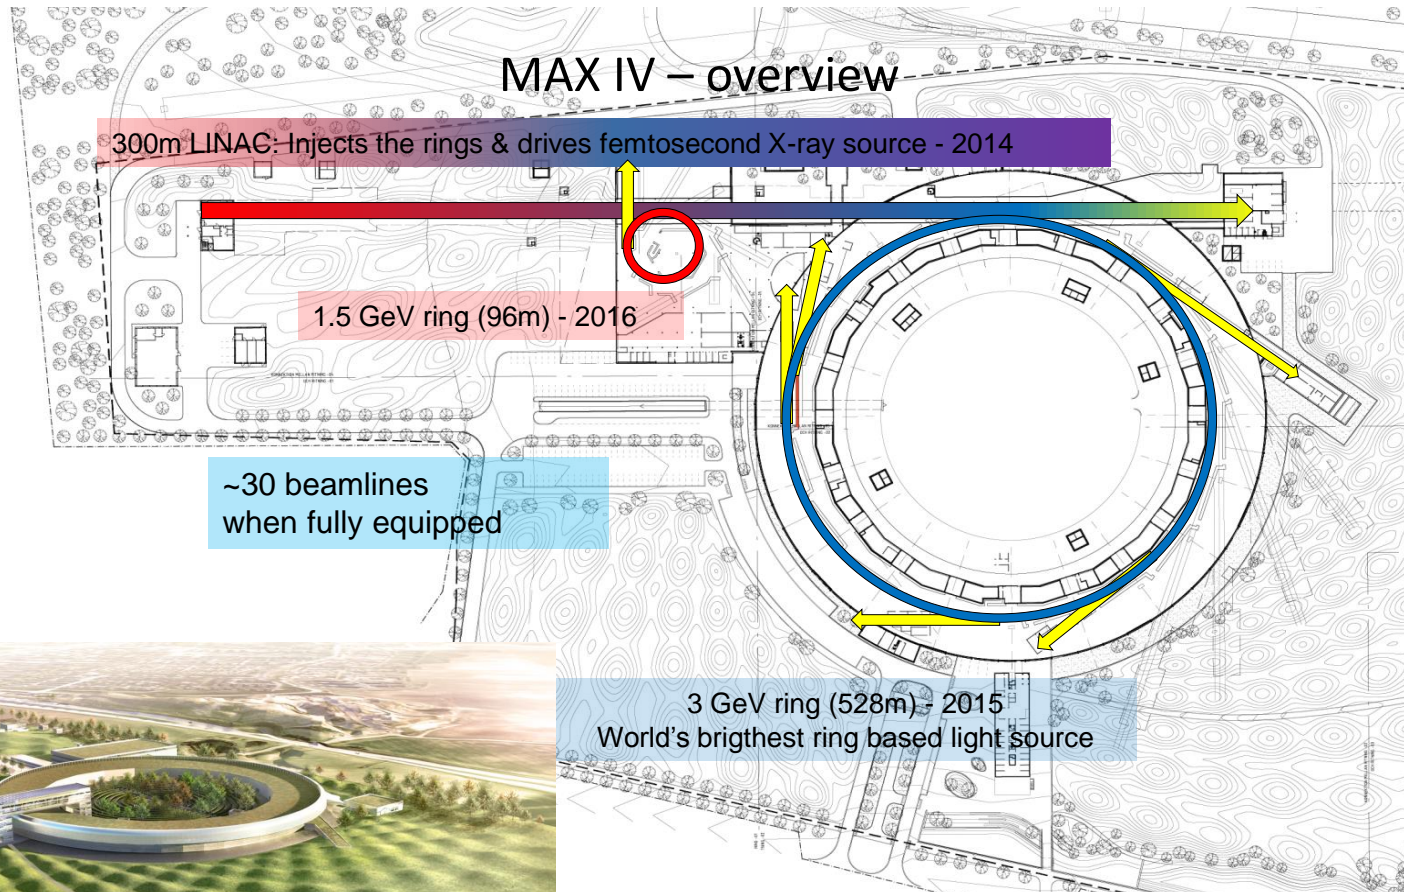 MAX IV – overview
300m LINAC: Injects the rings & drives femtosecond X-ray source - 2014
1.5 GeV ring (96m) - 2016
~30 beamlines
when fully equipped
3 GeV ring (528m) - 2015
World's brigthest ring based light source